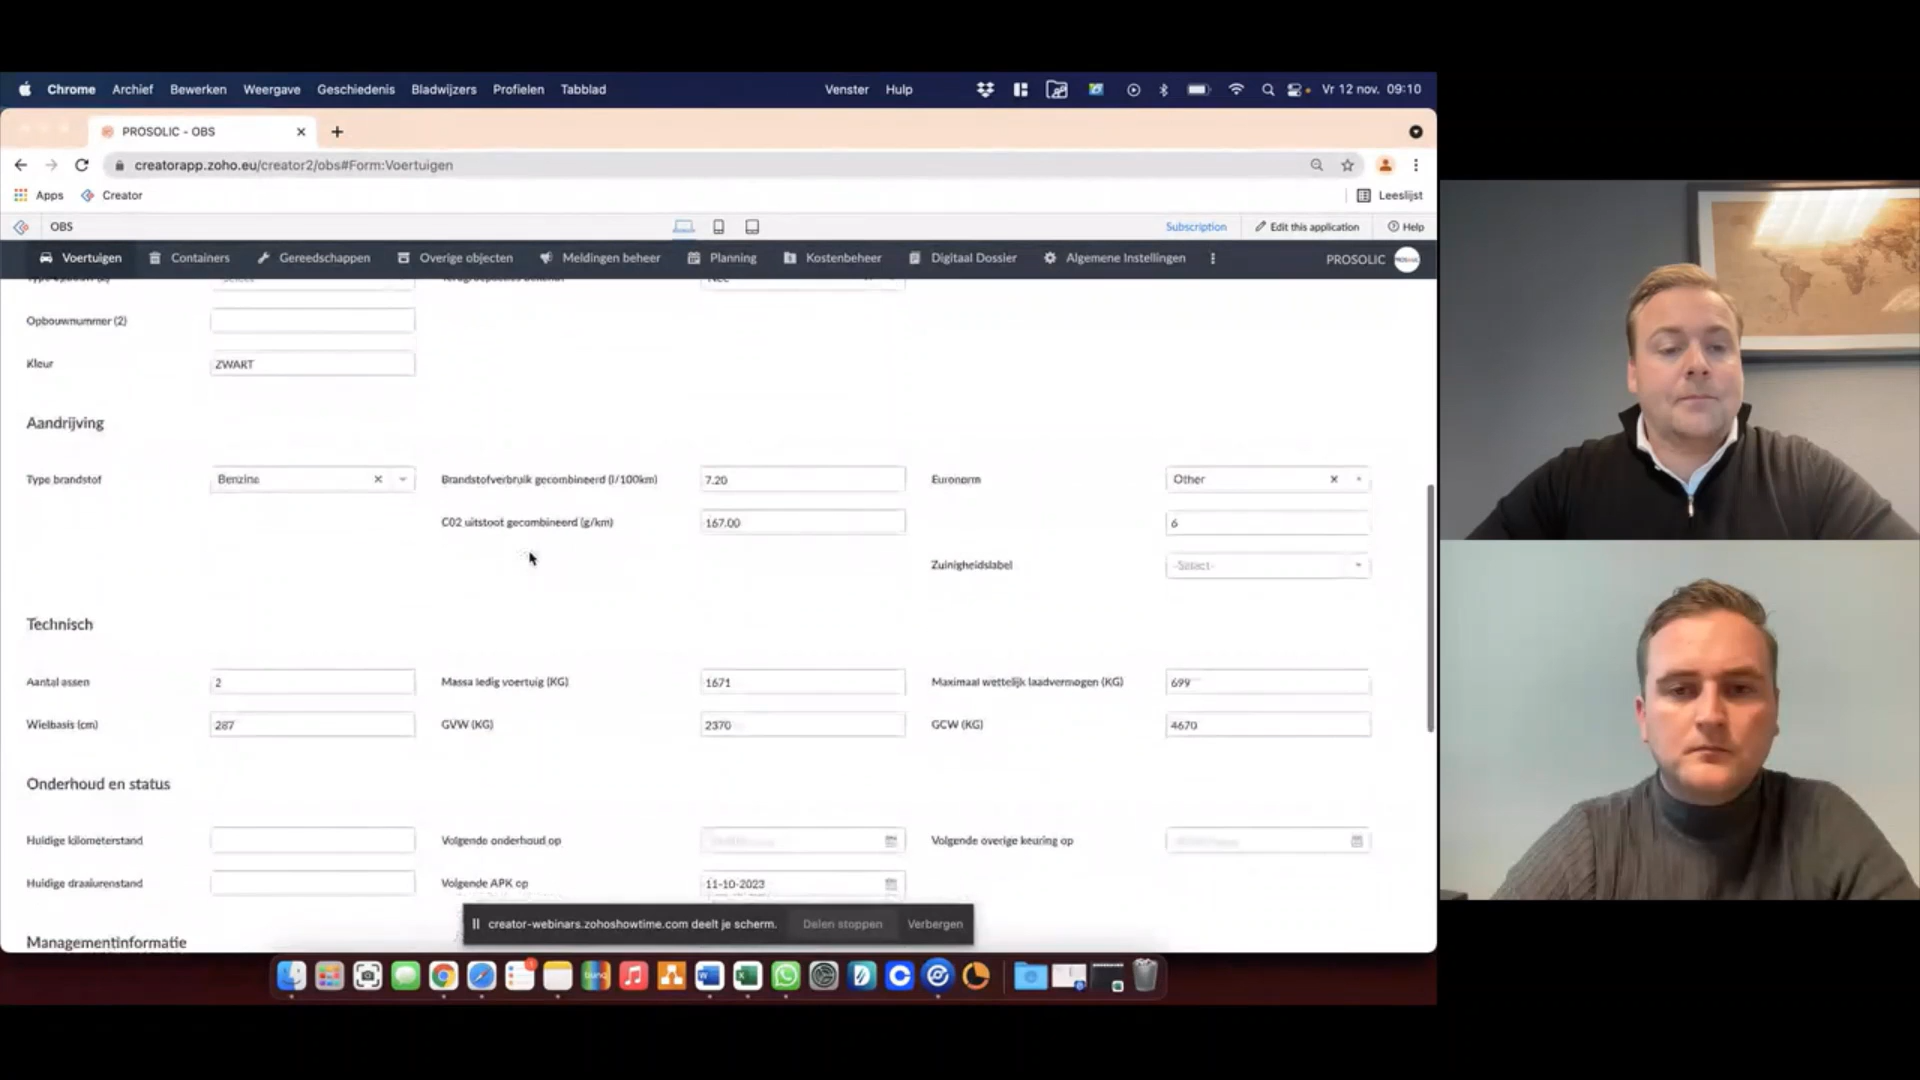 Chrome Archief Bewerken Weergave Geschiedenis Bladwijzers Profielen Tabblad Venster Hulp Vr 12 nov. 09:10
PROSOLIC - OBS
creatorapp.zoho.eu/creator2/obs#Form:Voertuigen
Apps Creator Leeslijst
OBS Subscription Edit this application Help
Voertuigen Containers Gereedschappen Overige objecten Meldingen beheer Planning Kostenbeheer Digitaal Dossier Algemene Instellingen PROSOLIC
Opbouwnummer (2)
Kleur ZWART
Aandrijving
Type brandstof Benzine Brandstofverbruik gecombineerd (l/100km) 7.20 Euronorm Other
C02 uitstoot gecombineerd (g/km) 167.00 6
Zuinigheidslabel -Select-
Technisch
Aantal assen 2 Massa ledig voertuig (KG) 1671 Maximaal wettelijk laadvermogen (KG) 699
Wielbasis (cm) 287 GVW (KG) 2370 GCW (KG) 4670
Onderhoud en status
Huidige kilometerstand Volgende onderhoud op Volgende overige keuring op
Huidige draaiurenstand Volgende APK op 11-10-2023
creator-webinars.zohoshowtime.com deelt je scherm. Delen stoppen Verbergen
Managementinformatie